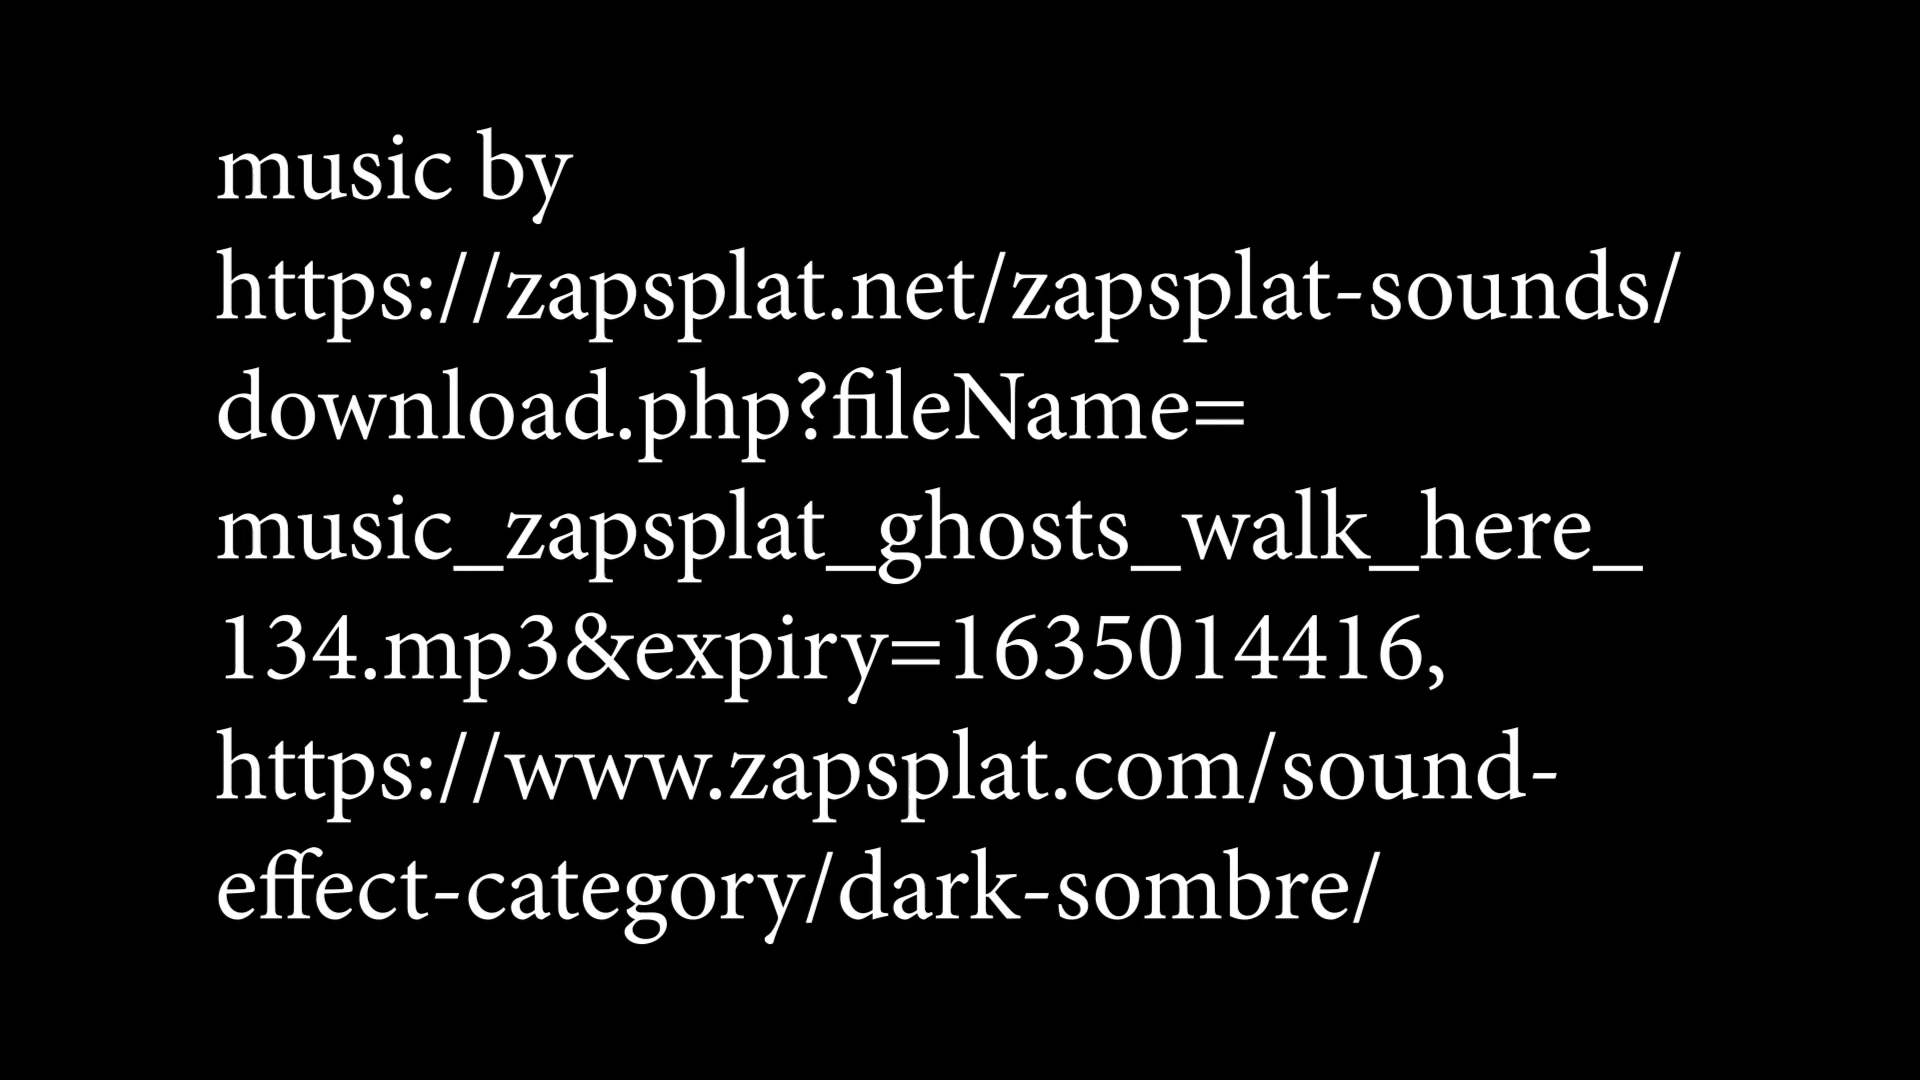 music by
https://zapsplat.net/zapsplat-sounds/
download.php?fileName=
music_zapsplat_ghosts_walk_here_
134.mp3&expiry=1635014416,
https://www.zapsplat.com/sound-
effect-category/dark-sombre/